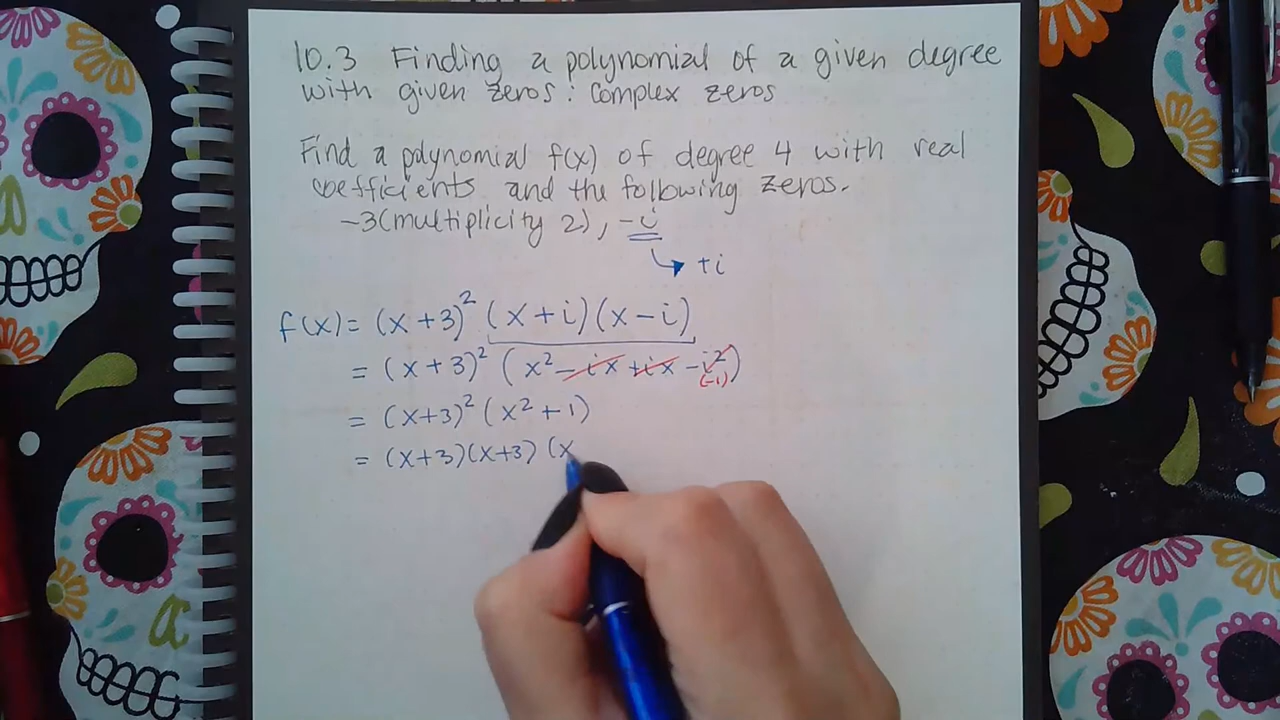 10.3 Finding a polynomial of a given degree
with given zeros: Complex zeros
Find a polynomial f(x) of degree 4 with real
coefficients and the following zeros.
-3(multiplicity 2), -i
+i
f(x)= (x+3)² (x+i)(x-i)
= (x+3)² (x² -ix +ix -i²)
(-1)
= (x+3)² (x²+1)
= (x+3)(x+3) (x